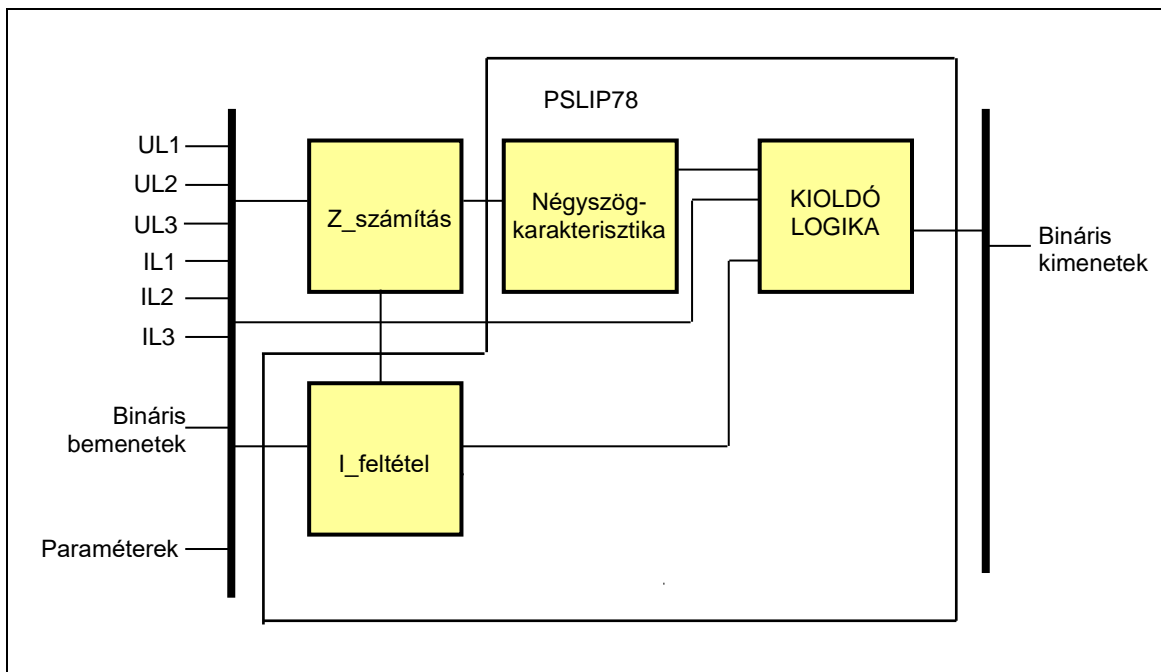 PSLIP78
UL1
UL2
UL3
IL1
IL2
IL3
Bináris
bemenetek
Paraméterek
Z_számítás
Négyszög-
karakterisztika
KIOLDÓ
LOGIKA
I_feltétel
Bináris
kimenetek